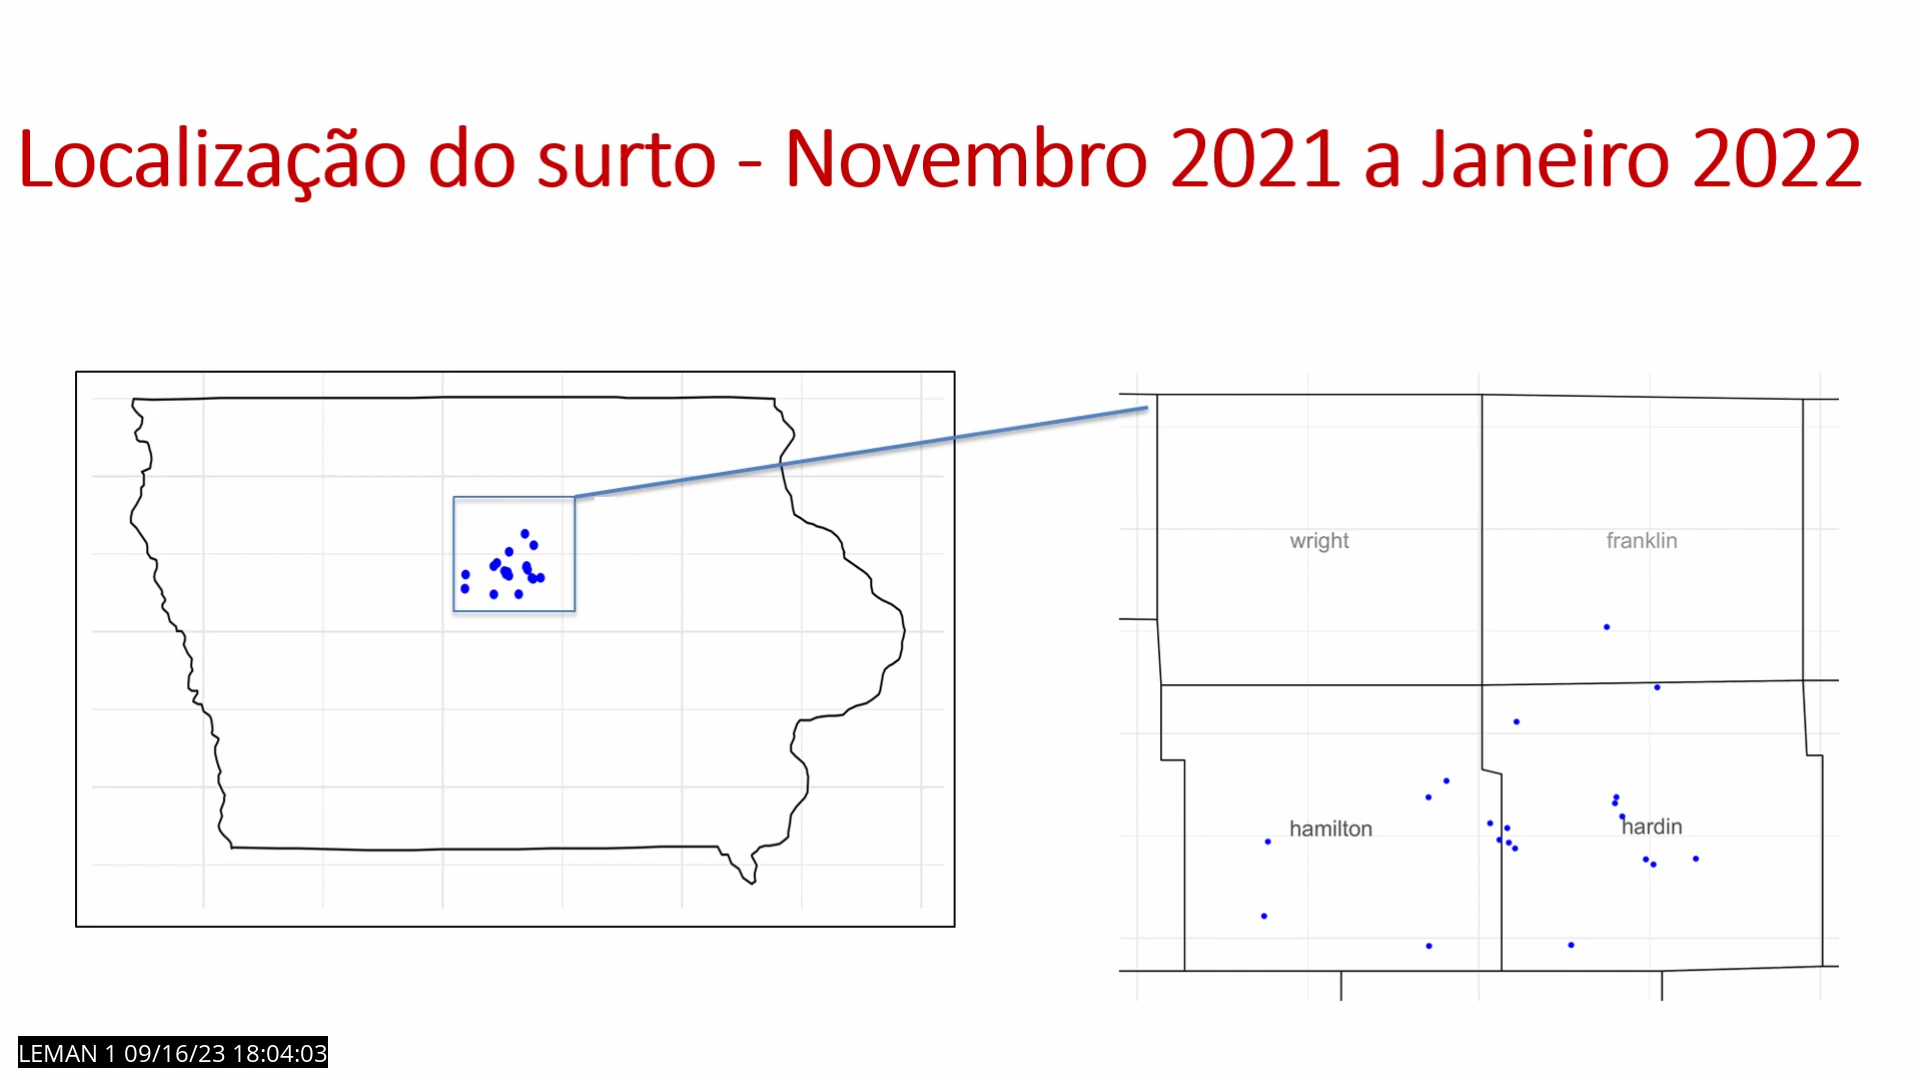 Localização do surto - Novembro 2021 a Janeiro 2022
wright
franklin
hamilton
hardin
LEMAN 1 09/16/23 18:04:03